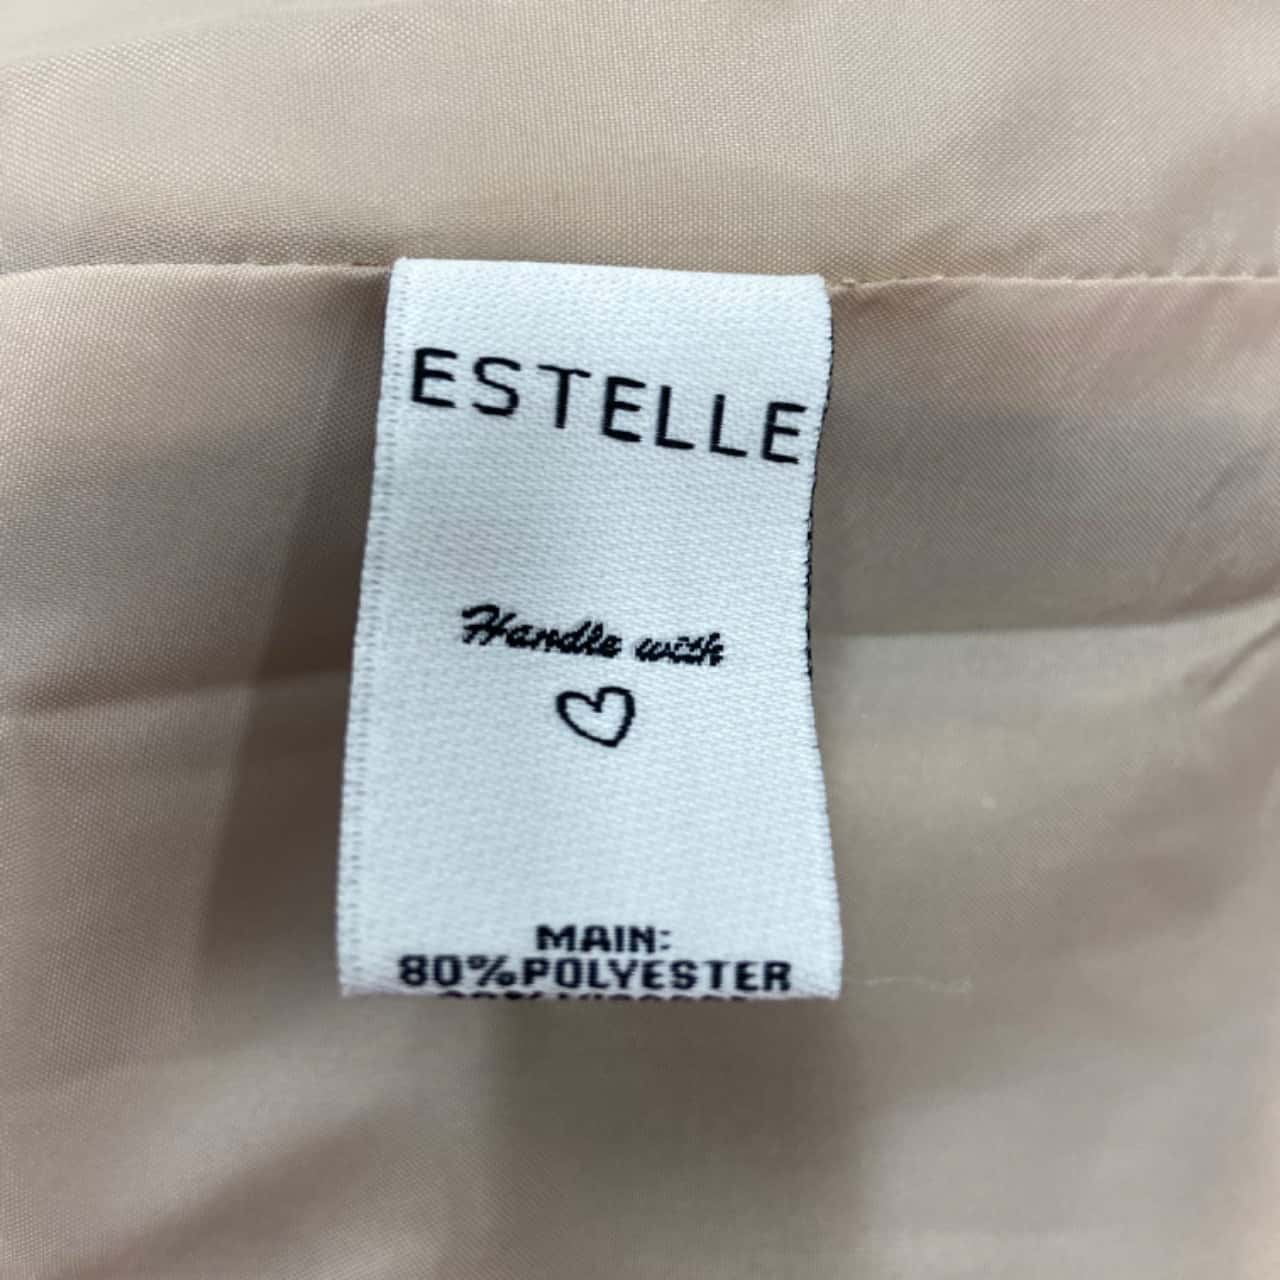 ESTELLE
Handle with
MAIN:
80%POLYESTER